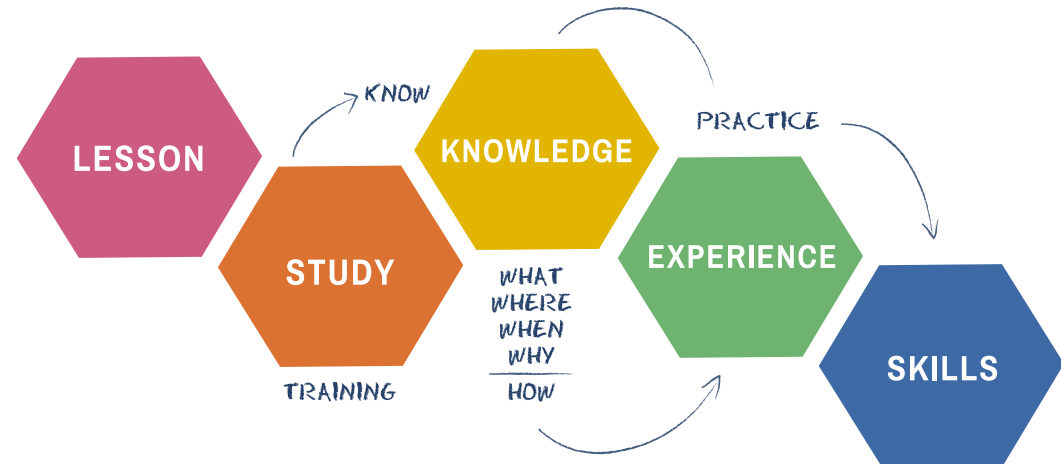 LESSON
STUDY
TRAINING
KNOW
KNOWLEDGE
WHAT
WHERE
WHEN
WHY
HOW
PRACTICE
EXPERIENCE
SKILLS